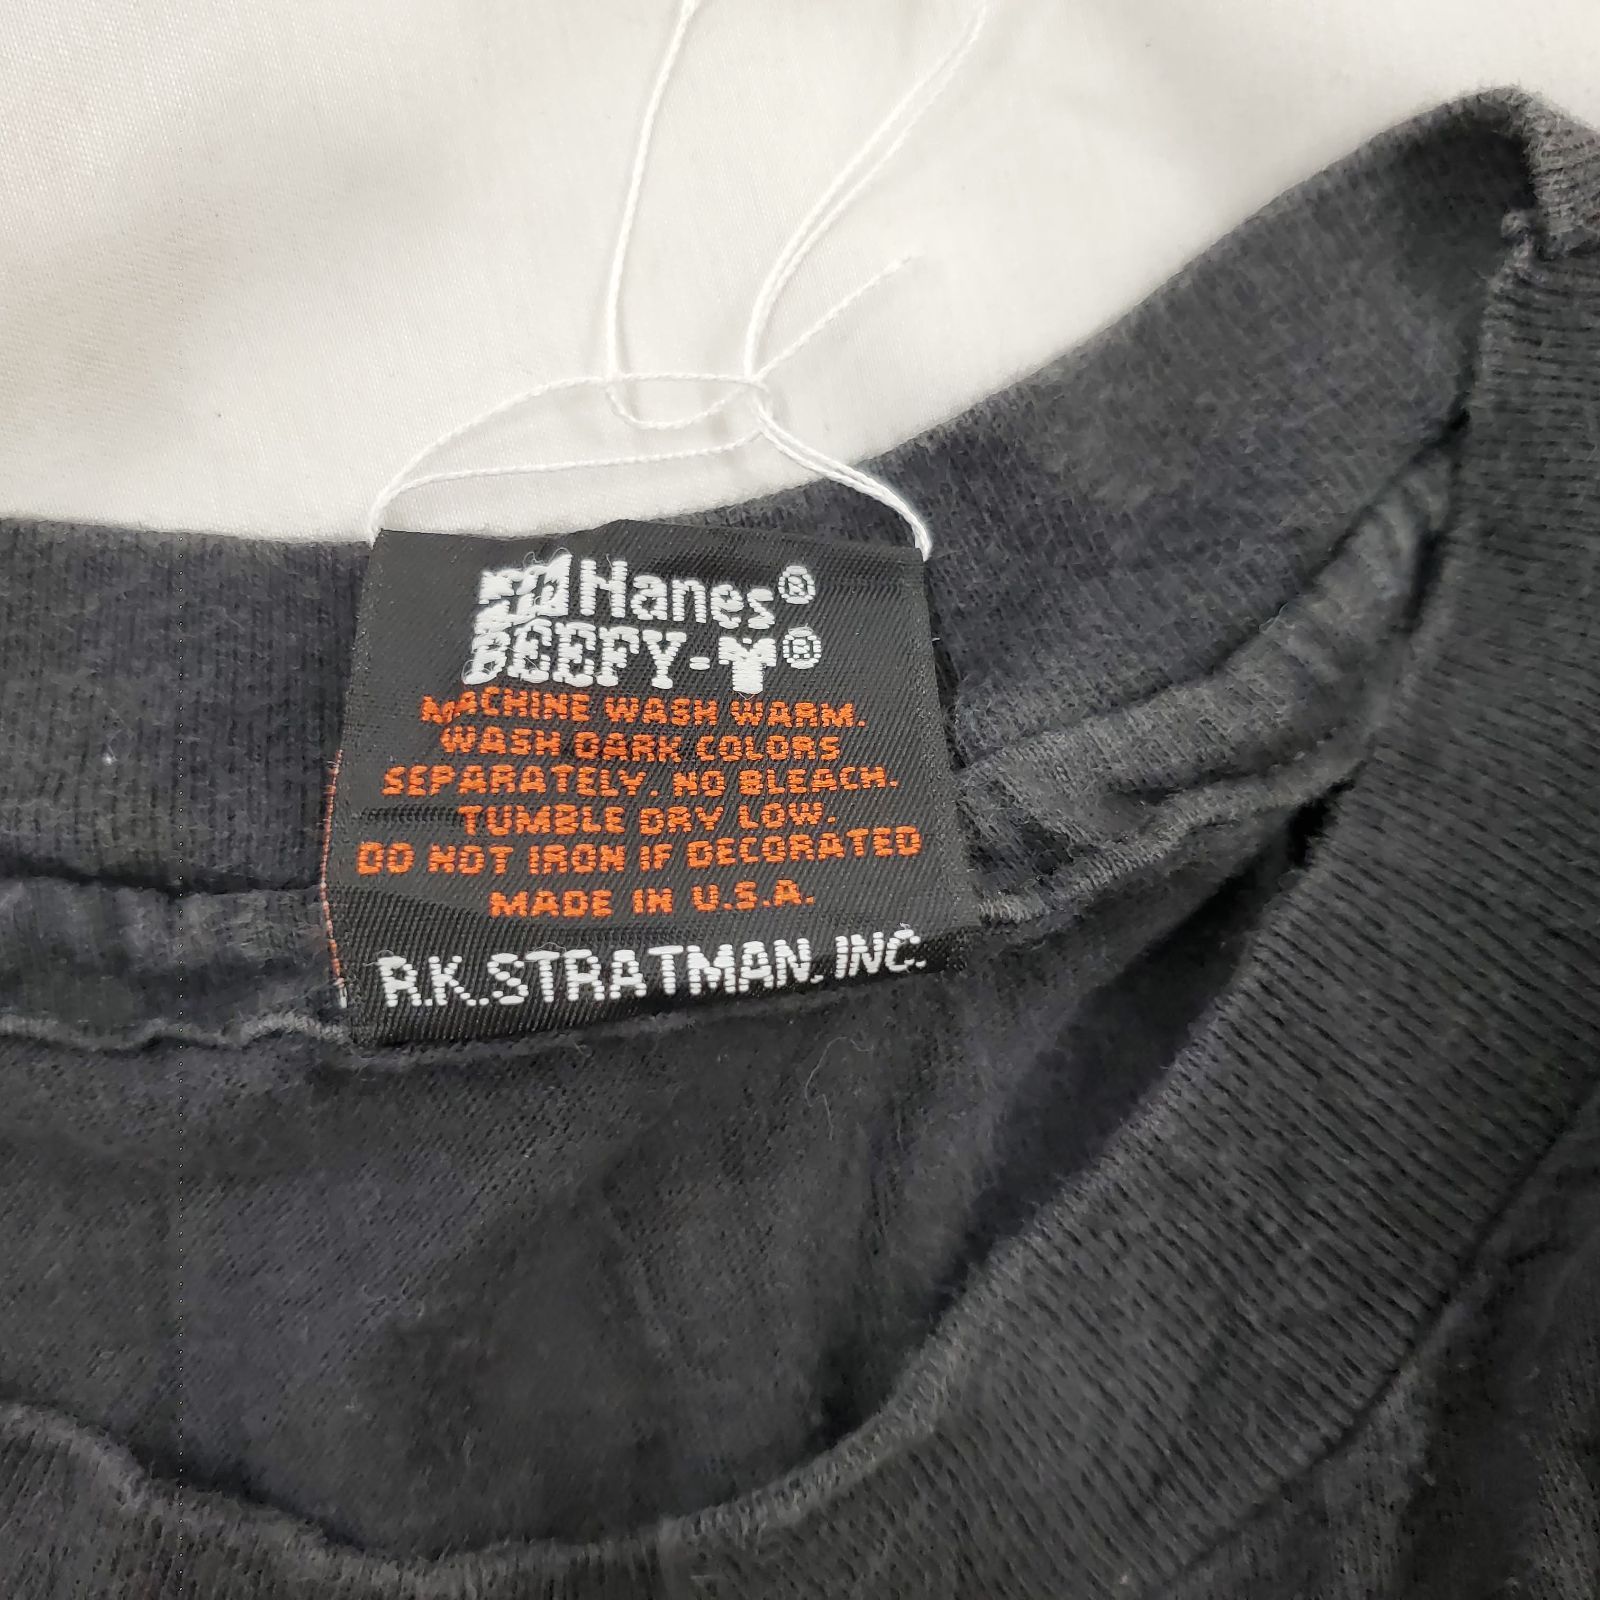 Hanes®
BEEFY-T®
MACHINE WASH WARM.
WASH DARK COLORS
SEPARATELY. NO BLEACH.
TUMBLE DRY LOW.
DO NOT IRON IF DECORATED
MADE IN U.S.A.
R.K.STRATMAN, INC.